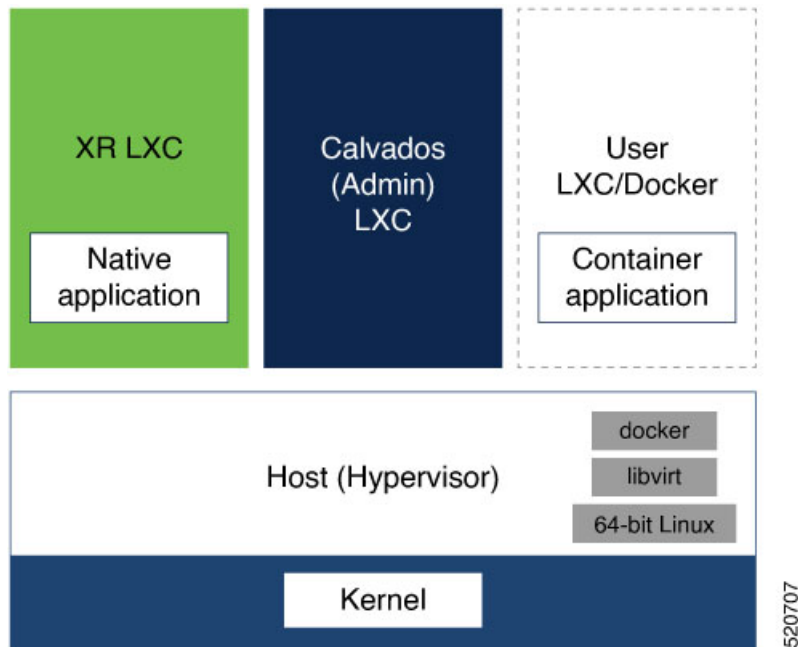 XR LXC
Native
application
Calvados
(Admin)
LXC
User
LXC/Docker
Container
application
Host (Hypervisor)
docker
libvirt
64-bit Linux
Kernel
520707